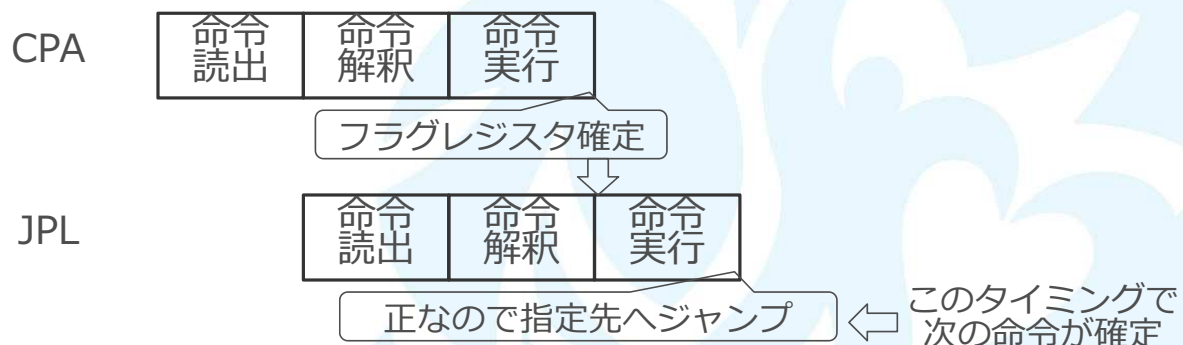 CPA
命令
読出
命令
解釈
命令
実行
フラグレジスタ確定
JPL
命令
読出
命令
解釈
命令
実行
正なので指定先へジャンプ
このタイミングで
次の命令が確定